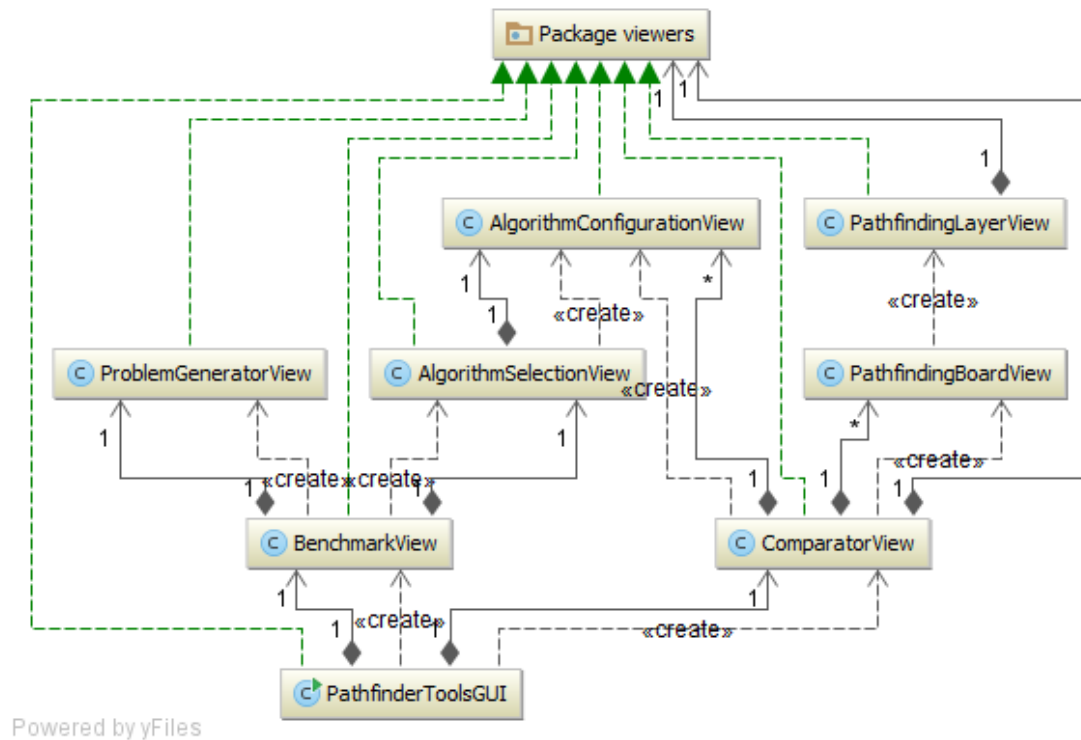 Package viewers
1
1
1
C AlgorithmConfigurationView
C PathfindingLayerView
1
1
*
«create»
«create»
C ProblemGeneratorView
C AlgorithmSelectionView
«create»
C PathfindingBoardView
1
1
*
«create»
«create»
«create»
1
1
1
1
1
C BenchmarkView
C ComparatorView
1
1
«create»
1
1
«create»
C PathfinderToolsGUI
Powered by yFiles